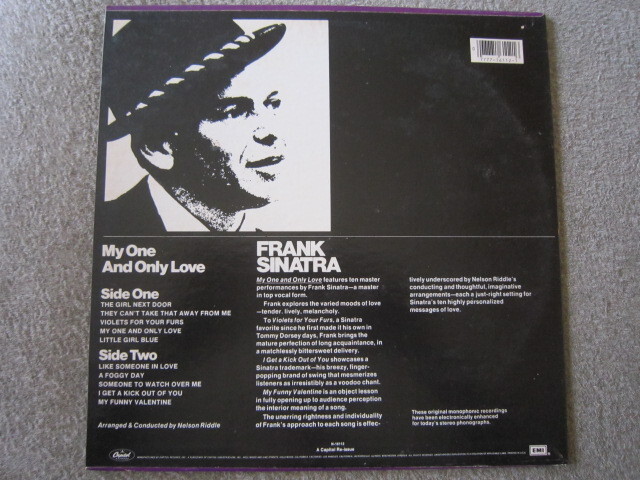 My One
And Only Love
Side One
THE GIRL NEXT DOOR
THEY CAN'T TAKE THAT AWAY FROM ME
VIOLETS FOR YOUR FURS
MY ONE AND ONLY LOVE
LITTLE GIRL BLUE
Side Two
LIKE SOMEONE IN LOVE
A FOGGY DAY
SOMEONE TO WATCH OVER ME
I GET A KICK OUT OF YOU
MY FUNNY VALENTINE
Arranged & Conducted by Nelson Riddle
FRANK
SINATRA
My One and Only Love features ten master
performances by Frank Sinatra—a master
in top vocal form.
Frank explores the varied moods of love
—tender, lively, melancholy.
To Violets for Your Furs, a Sinatra
favorite since he first made it his own in
Tommy Dorsey days, Frank brings the
mature perfection of long acquaintance, in
a matchlessly bittersweet delivery.
I Get a Kick Out of You showcases a
Sinatra trademark—his breezy, finger-
popping brand of swing that mesmerizes
listeners as irresistibly as a voodoo chant.
My Funny Valentine is an object lesson
in fully opening up to audience perception
the interior meaning of a song.
The unerring rightness and individuality
of Frank's approach to each song is effec-
tively underscored by Nelson Riddle's
conducting and thoughtful, imaginative
arrangements—each a just-right setting for
Sinatra's ten highly personalized
messages of love.
These original monophonic recordings
have been electronically enhanced
for today's stereo phonographs.
Capitol
A Capitol Re-issue
EMI